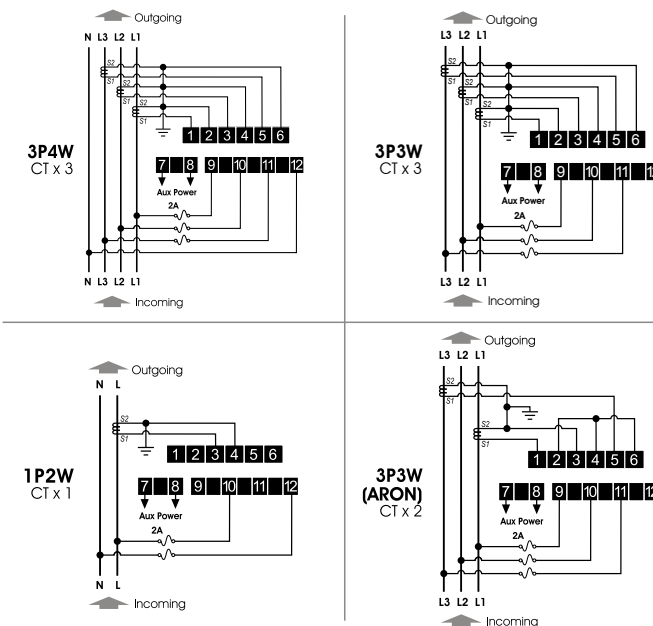 Outgoing
N L3 L2 L1
S2
S1
S2
S1
S2
S1
1 2 3 4 5 6
3P4W
CT x 3
7 8 9 10 11 12
Aux Power
2A
N L3 L2 L1
Incoming
Outgoing
L3 L2 L1
S2
S1
S2
S1
S2
S1
1 2 3 4 5 6
3P3W
CT x 3
7 8 9 10 11
Aux Power
2A
L3 L2 L1
Incoming
Outgoing
N L
S2
S1
1 2 3 4 5 6
1P2W
CT x 1
7 8 9 10 11 12
Aux Power
2A
N L
Incoming
Outgoing
L3 L2 L1
S2
S1
S2
S1
1 2 3 4 5 6
3P3W
(ARON)
CT x 2
7 8 9 10 11
Aux Power
2A
L3 L2 L1
Incoming